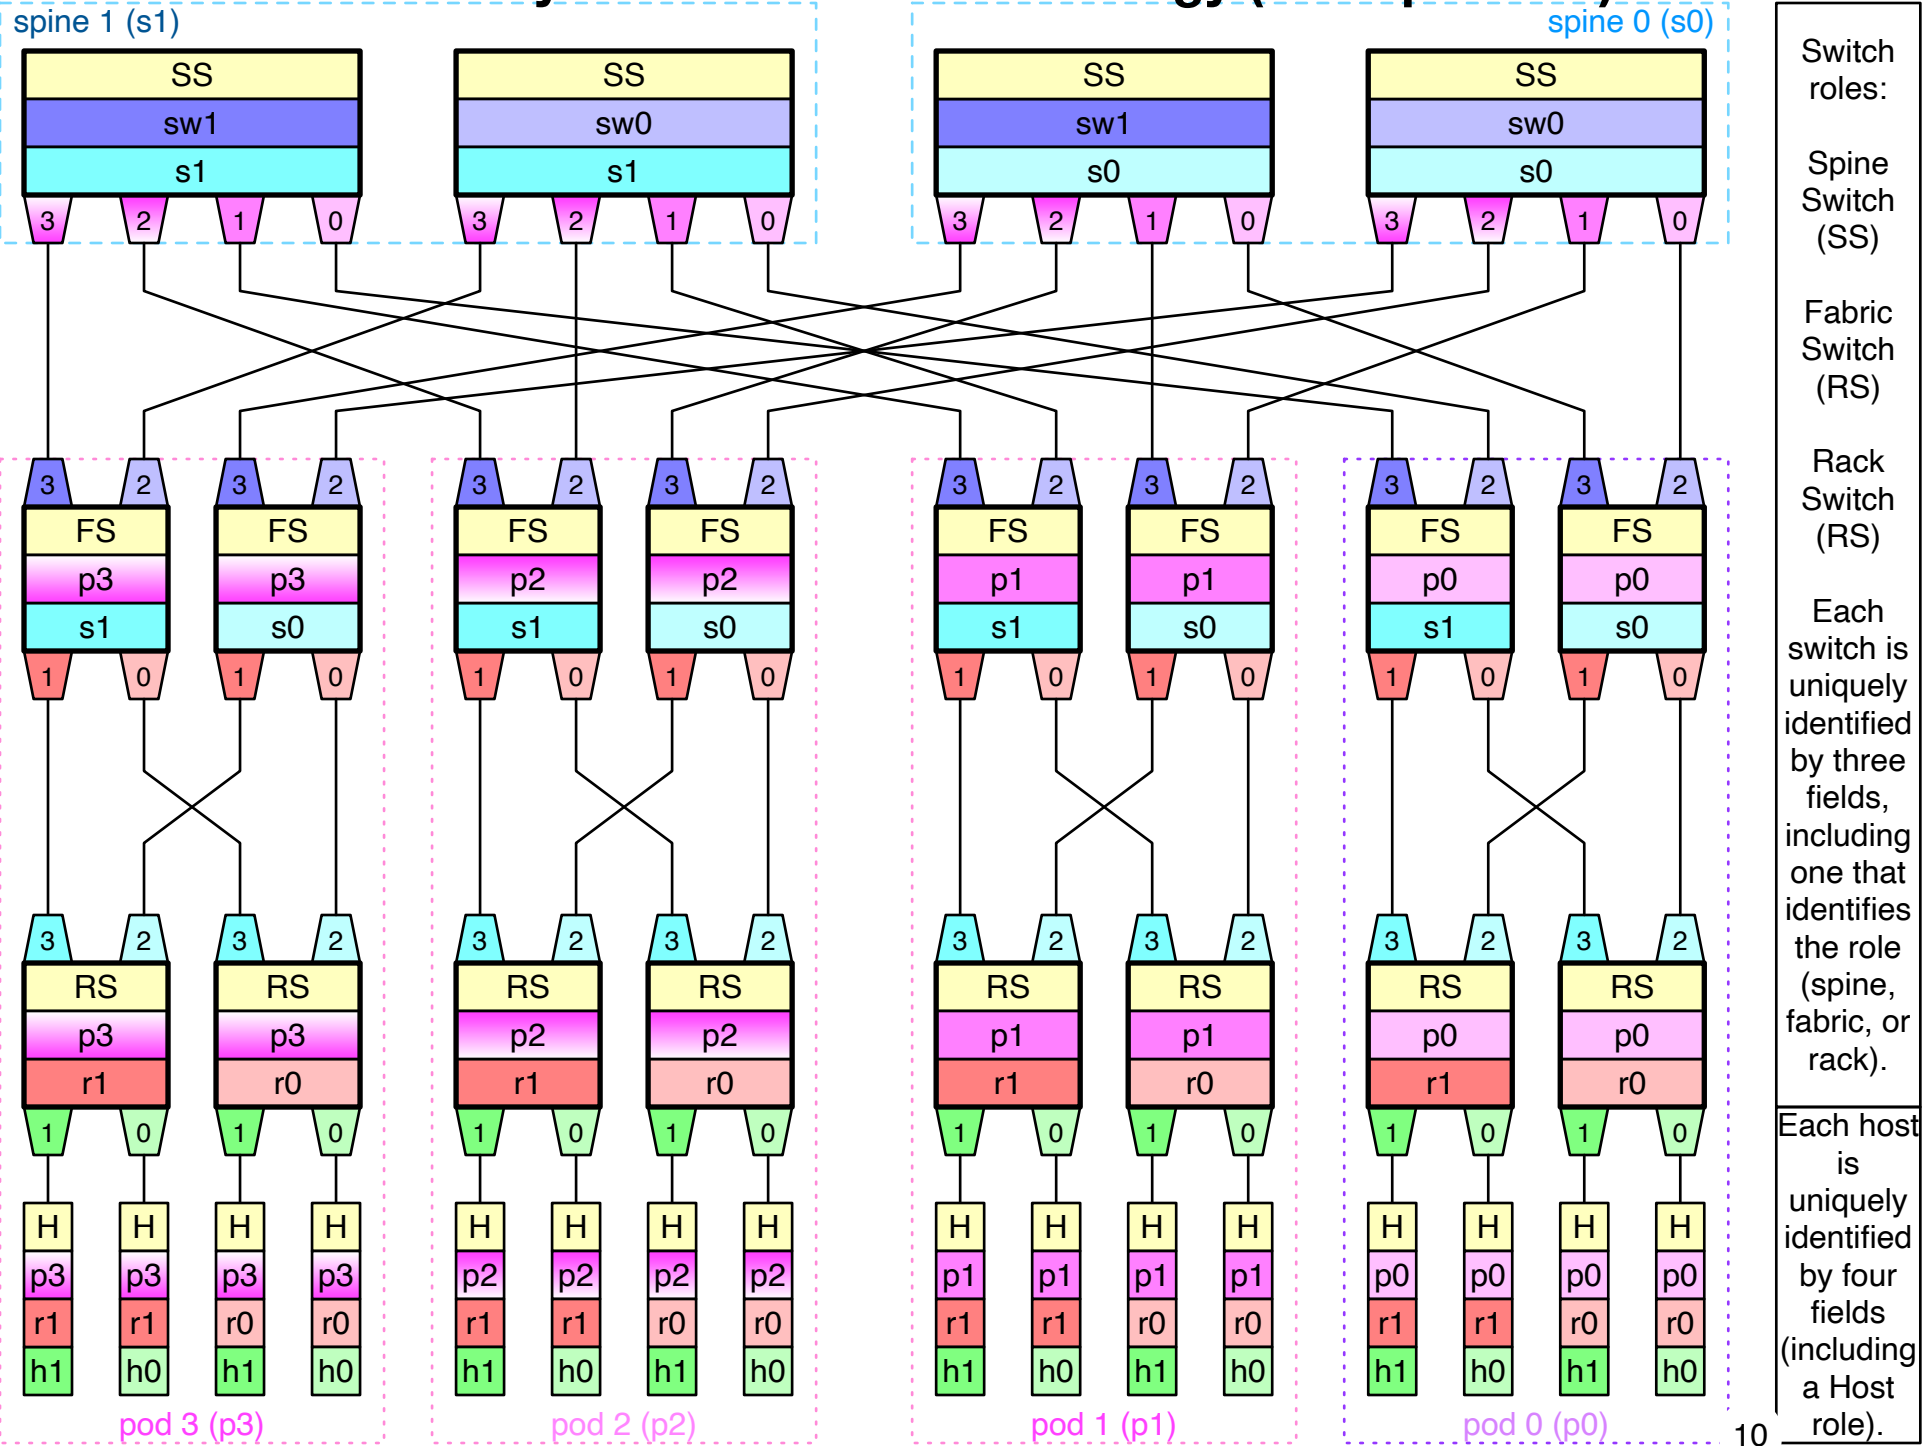 spine 1 (s1)
spine 0 (s0)
SS SS SS SS
sw1 sw0 sw1 sw0
s1 s1 s0 s0
3 2 1 0 3 2 1 0 3 2 1 0 3 2 1 0
3 2 3 2 3 2 3 2 3 2 3 2 3 2 3 2
FS FS FS FS FS FS FS FS
p3 p3 p2 p2 p1 p1 p0 p0
s1 s0 s1 s0 s1 s0 s1 s0
1 0 1 0 1 0 1 0 1 0 1 0 1 0 1 0
3 2 3 2 3 2 3 2 3 2 3 2 3 2 3 2
RS RS RS RS RS RS RS RS
p3 p3 p2 p2 p1 p1 p0 p0
r1 r0 r1 r0 r1 r0 r1 r0
1 0 1 0 1 0 1 0 1 0 1 0 1 0 1 0
H H H H H H H H H H H H H H H H
p3 p3 p3 p3 p2 p2 p2 p2 p1 p1 p1 p1 p0 p0 p0 p0
r1 r1 r0 r0 r1 r1 r0 r0 r1 r1 r0 r0 r1 r1 r0 r0
h1 h0 h1 h0 h1 h0 h1 h0 h1 h0 h1 h0 h1 h0 h1 h0
pod 3 (p3)
pod 2 (p2)
pod 1 (p1)
pod 0 (p0)
Switch
roles:
Spine
Switch
(SS)
Fabric
Switch
(RS)
Rack
Switch
(RS)
Each
switch is
uniquely
identified
by three
fields,
including
one that
identifies
the role
(spine,
fabric, or
rack).
Each host
is
uniquely
identified
by four
fields
(including
a Host
role).
10